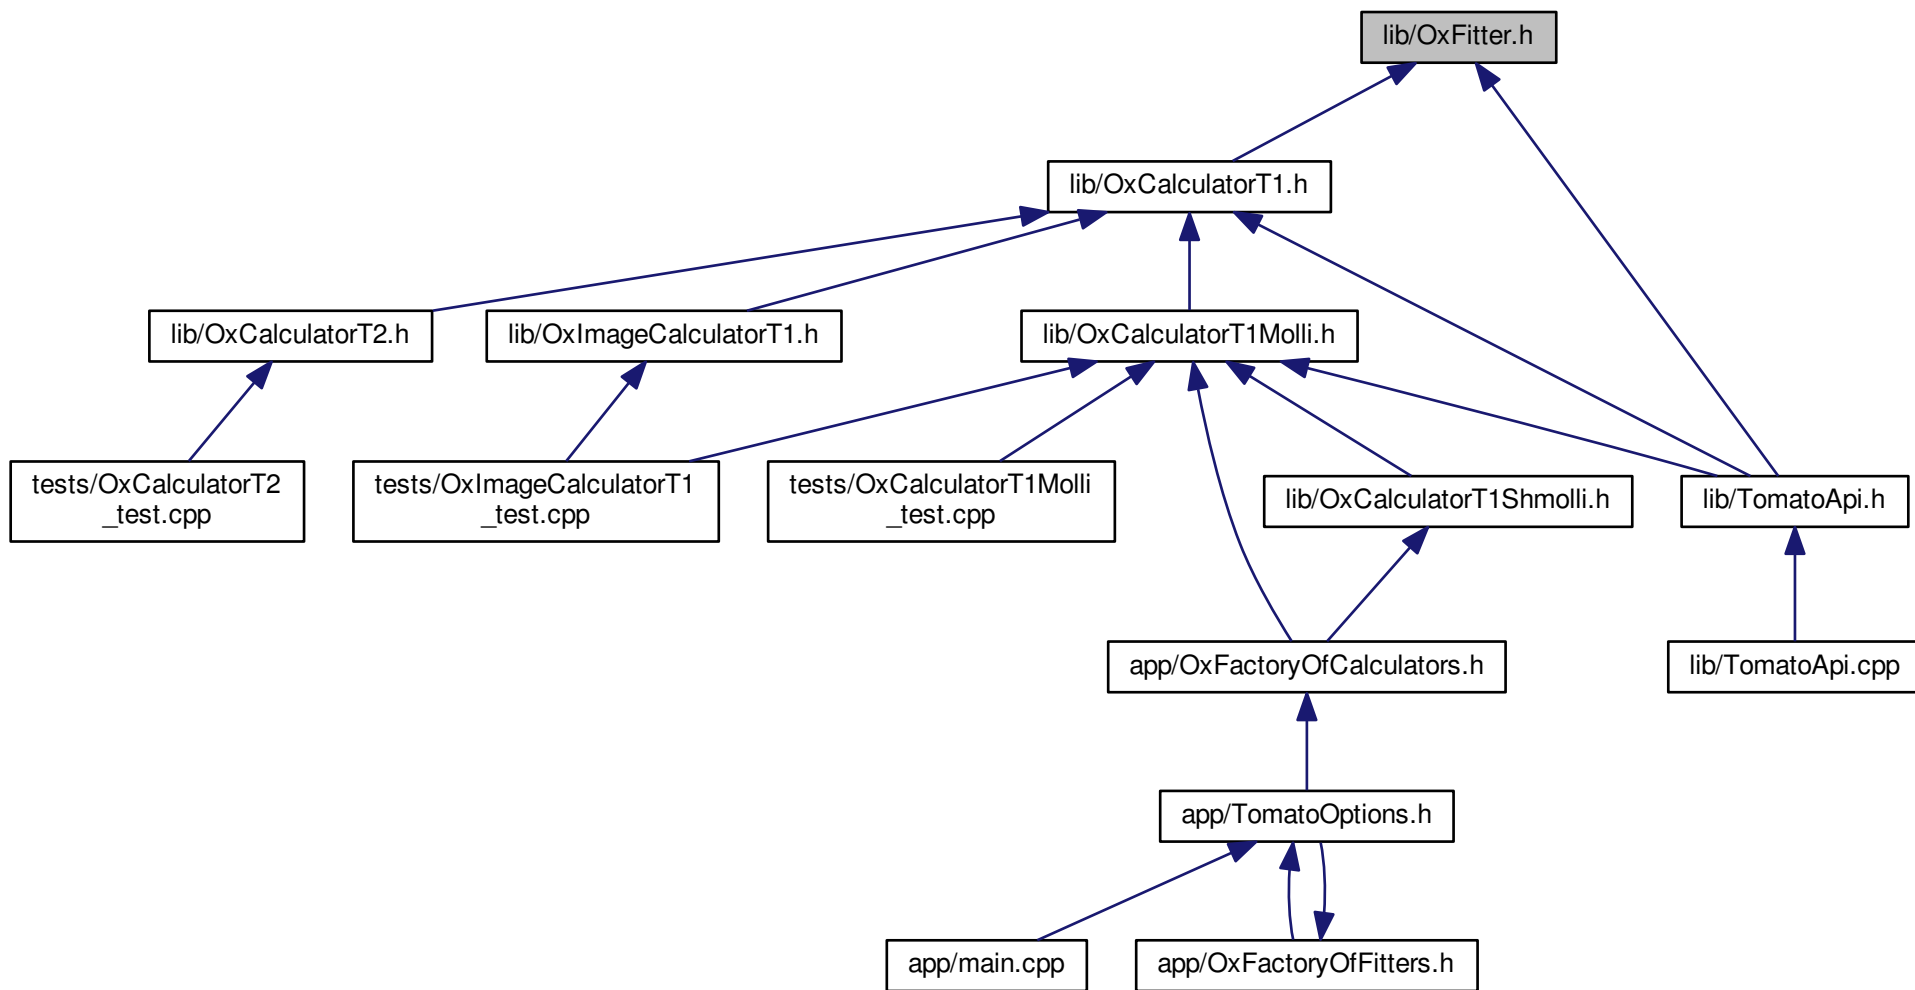 lib/OxFitter.h
lib/OxCalculatorT1.h
lib/OxCalculatorT2.h
lib/OxImageCalculatorT1.h
lib/OxCalculatorT1Molli.h
tests/OxCalculatorT2
_test.cpp
tests/OxImageCalculatorT1
_test.cpp
tests/OxCalculatorT1Molli
_test.cpp
lib/OxCalculatorT1Shmolli.h
lib/TomatoApi.h
app/OxFactoryOfCalculators.h
lib/TomatoApi.cpp
app/TomatoOptions.h
app/main.cpp
app/OxFactoryOfFitters.h